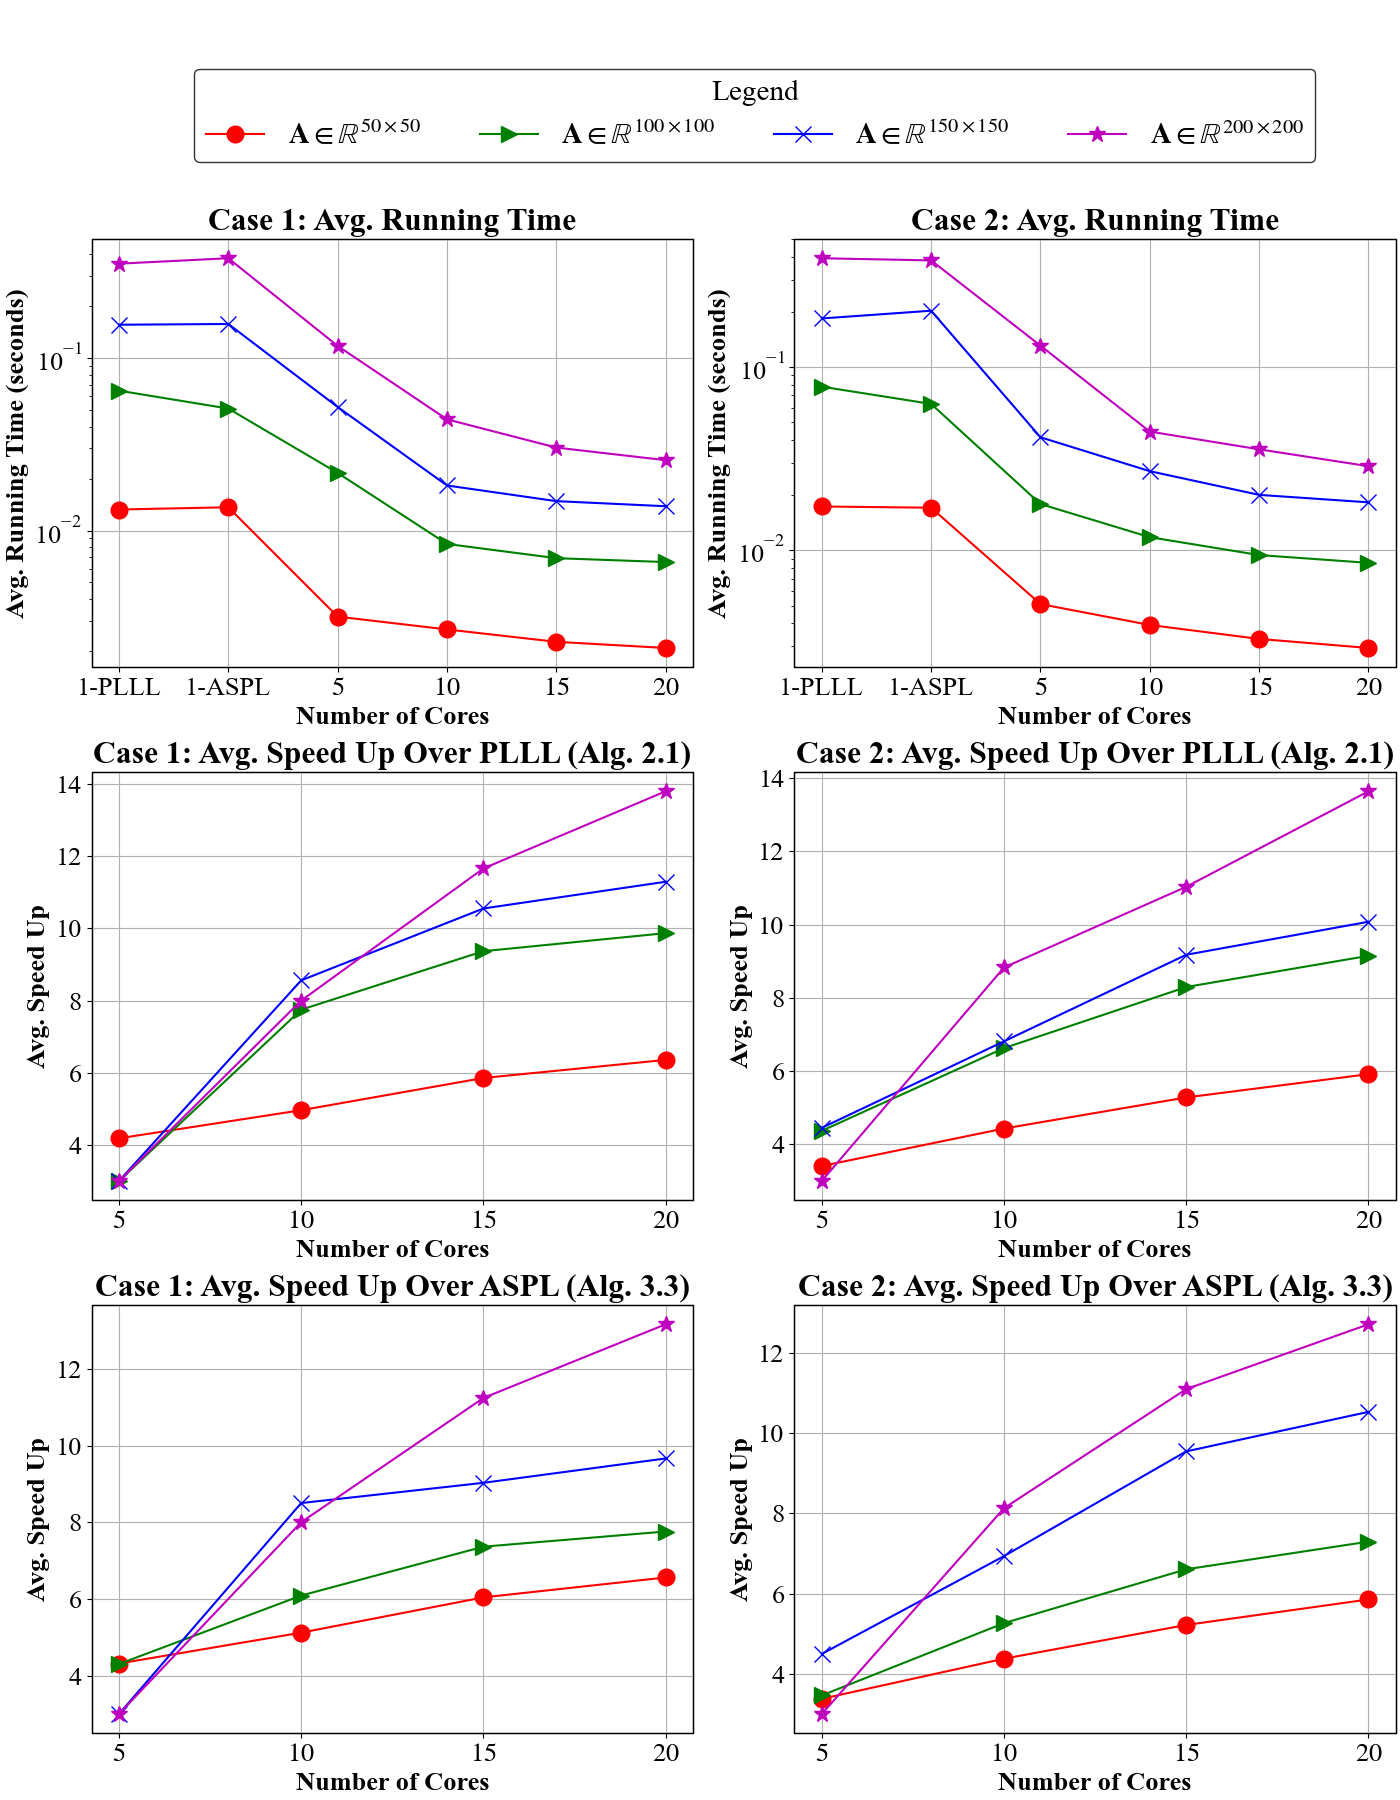 Legend
A ∈ ℝ^{50×50} A ∈ ℝ^{100×100} A ∈ ℝ^{150×150} A ∈ ℝ^{200×200}
Case 1: Avg. Running Time
Avg. Running Time (seconds)
10^{−1}
10^{−2}
1-PLLL 1-ASPL 5 10 15 20
Number of Cores
Case 2: Avg. Running Time
Avg. Running Time (seconds)
10^{−1}
10^{−2}
1-PLLL 1-ASPL 5 10 15 20
Number of Cores
Case 1: Avg. Speed Up Over PLLL (Alg. 2.1)
Avg. Speed Up
14
12
10
8
6
4
5 10 15 20
Number of Cores
Case 2: Avg. Speed Up Over PLLL (Alg. 2.1)
Avg. Speed Up
14
12
10
8
6
4
5 10 15 20
Number of Cores
Case 1: Avg. Speed Up Over ASPL (Alg. 3.3)
Avg. Speed Up
12
10
8
6
4
5 10 15 20
Number of Cores
Case 2: Avg. Speed Up Over ASPL (Alg. 3.3)
Avg. Speed Up
12
10
8
6
4
5 10 15 20
Number of Cores